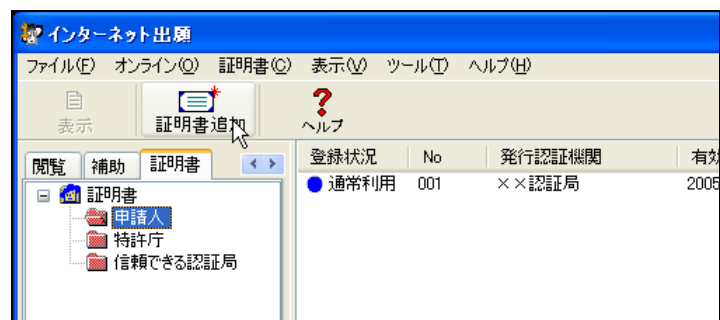 インターネット出願
ファイル(F) オンライン(O) 証明書(C) 表示(V) ツール(T) ヘルプ(H)
表示 証明書追加 ヘルプ
閲覧 補助 証明書
登録状況 No 発行認証機関 有効
通常利用 001 ××認証局 2005
証明書
申請人
特許庁
信頼できる認証局